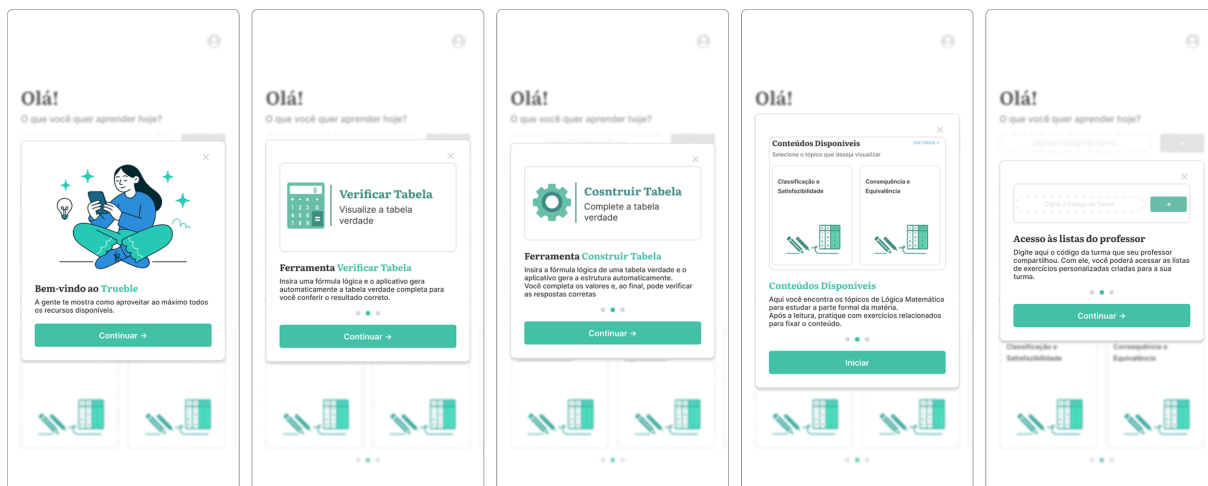 Olá!
O que você quer aprender hoje?
Bem-vindo ao Trueble
A gente te mostra como aproveitar ao máximo todos
os recursos disponíveis.
Continuar →
Olá!
O que você quer aprender hoje?
Verificar Tabela
Visualize a tabela
verdade
Ferramenta Verificar Tabela
Insira uma fórmula lógica e o aplicativo gera
automaticamente a tabela verdade completa para
você conferir o resultado correto.
Continuar →
Olá!
O que você quer aprender hoje?
Cosntruir Tabela
Complete a tabela
verdade
Ferramenta Construir Tabela
Insira a fórmula lógica de uma tabela verdade e o
aplicativo gera a estrutura automaticamente.
Você completa os valores e, ao final, pode verificar
as respostas corretas
Continuar →
Olá!
O que você quer aprender hoje?
Conteúdos Disponíveis
VER TODOS →
Selecione o tópico que deseja visualizar
Classificação e
Satisfazibilidade
Consequência e
Equivalência
Conteúdos Disponíveis
Aqui você encontra os tópicos de Lógica Matemática
para estudar a parte formal da matéria.
Após a leitura, pratique com exercícios relacionados
para fixar o conteúdo.
Iniciar
Olá!
O que você quer aprender hoje?
Digite o Código da Turma
Digite o Código da Turma
→
Acesso às listas do professor
Digite aqui o código da turma que seu professor
compartilhou. Com ele, você poderá acessar as listas
de exercícios personalizadas criadas para a sua
turma.
Continuar →
Classificação e
Satisfazibilidade
Consequência e
Equivalência